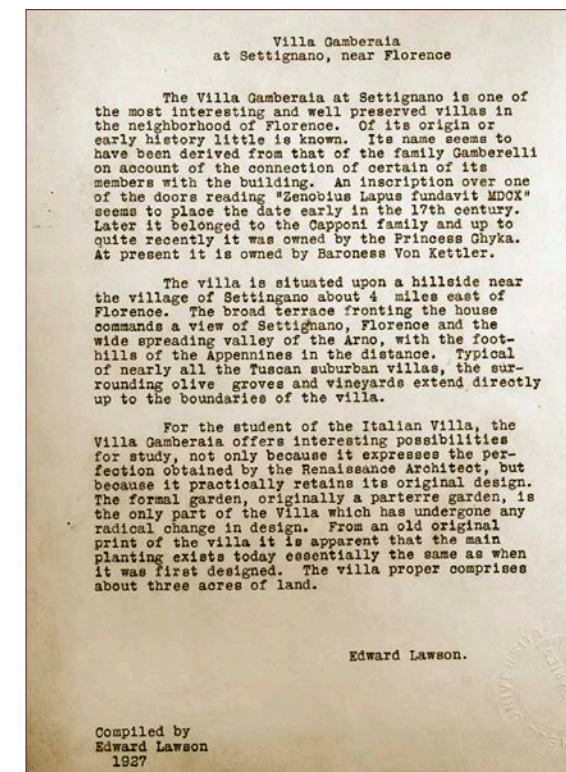 Villa Gamberaia
at Settignano, near Florence
The Villa Gamberaia at Settignano is one of
the most interesting and well preserved villas in
the neighborhood of Florence. Of its origin or
early history little is known. Its name seems to
have been derived from that of the family Gamberelli
on account of the connection of certain of its
members with the building. An inscription over one
of the doors reading "Zenobius Lapus fundavit MDCX"
seems to place the date early in the 17th century.
Later it belonged to the Capponi family and up to
quite recently it was owned by the Princess Ghyka.
At present it is owned by Baroness Von Kettler.
The villa is situated upon a hillside near
the village of Settingano about 4 miles east of
Florence. The broad terrace fronting the house
commands a view of Settignano, Florence and the
wide spreading valley of the Arno, with the foot-
hills of the Appennines in the distance. Typical
of nearly all the Tuscan suburban villas, the sur-
rounding olive groves and vineyards extend directly
up to the boundaries of the villa.
For the student of the Italian Villa, the
Villa Gamberaia offers interesting possibilities
for study, not only because it expresses the per-
fection obtained by the Renaissance Architect, but
because it practically retains its original design.
The formal garden, originally a parterre garden, is
the only part of the Villa which has undergone any
radical change in design. From an old original
print of the villa it is apparent that the main
planting exists today essentially the same as when
it was first designed. The villa proper comprises
about three acres of land.
Edward Lawson.
Compiled by
Edward Lawson
1927